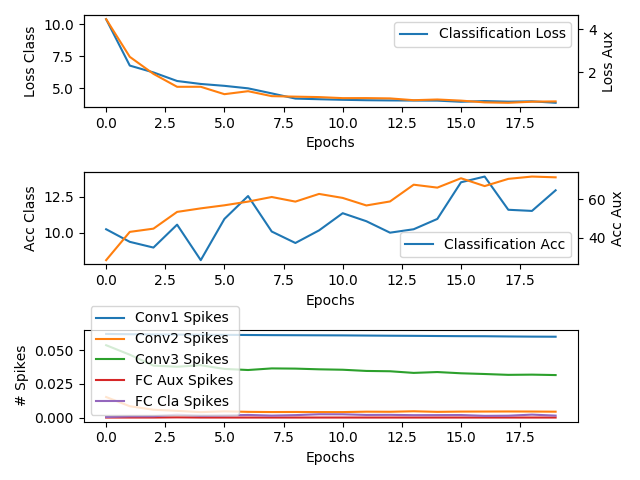 10.0
7.5
5.0
Loss Class
Classification Loss
4
2
Loss Aux
0.0 2.5 5.0 7.5 10.0 12.5 15.0 17.5
Epochs
12.5
10.0
Acc Class
Classification Acc
60
40
Acc Aux
0.0 2.5 5.0 7.5 10.0 12.5 15.0 17.5
Epochs
0.050
0.025
0.000
# Spikes
Conv1 Spikes
Conv2 Spikes
Conv3 Spikes
FC Aux Spikes
FC Cla Spikes
0.0 2.5 5.0 7.5 10.0 12.5 15.0 17.5
Epochs